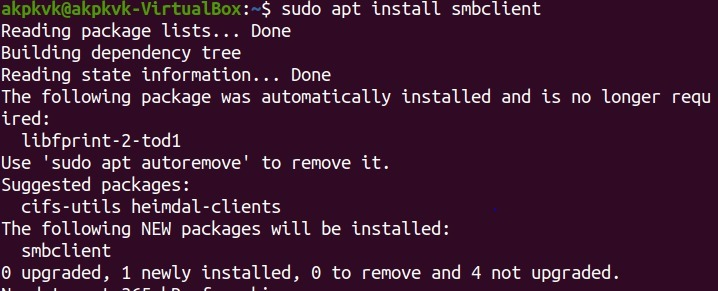 akpkvk@akpkvk-VirtualBox:~$ sudo apt install smbclient
Reading package lists... Done
Building dependency tree
Reading state information... Done
The following package was automatically installed and is no longer requ
ired:
  libfprint-2-tod1
Use 'sudo apt autoremove' to remove it.
Suggested packages:
  cifs-utils heimdal-clients
The following NEW packages will be installed:
  smbclient
0 upgraded, 1 newly installed, 0 to remove and 4 not upgraded.